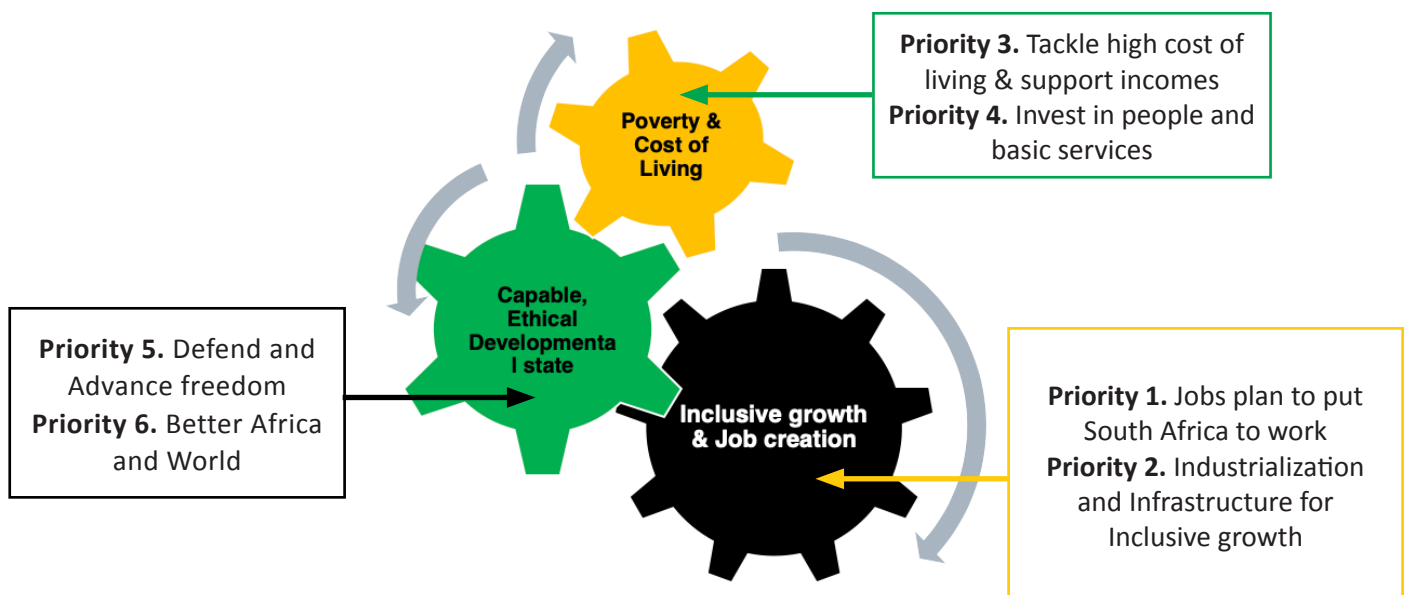 Priority 3. Tackle high cost of
living & support incomes
Priority 4. Invest in people and
basic services
Poverty &
Cost of
Living
Capable,
Ethical
Developmenta
l state
Priority 5. Defend and
Advance freedom
Priority 6. Better Africa
and World
Inclusive growth
& Job creation
Priority 1. Jobs plan to put
South Africa to work
Priority 2. Industrialization
and Infrastructure for
Inclusive growth